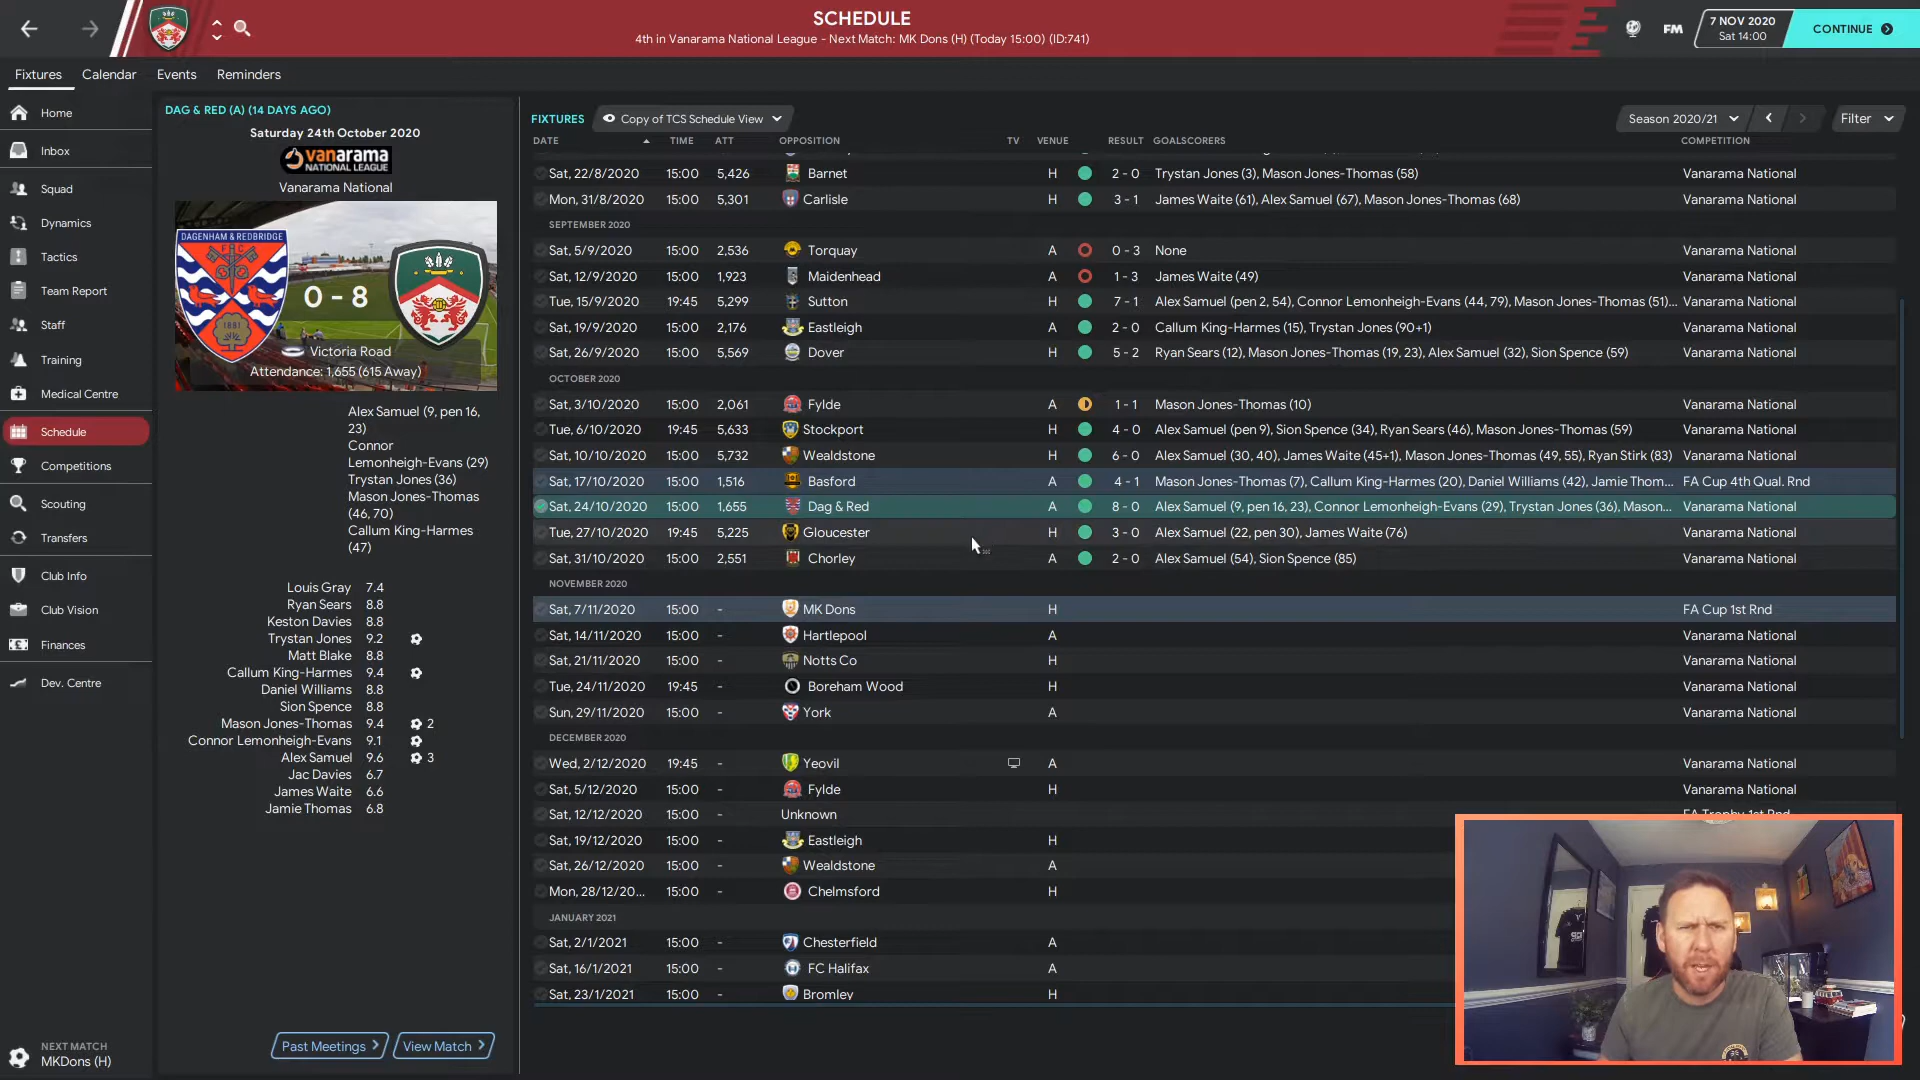 SCHEDULE
4th in Vanarama National League - Next Match: MK Dons (H) (Today 15:00) (ID:741)
FM
7 NOV 2020
Sat 14:00
CONTINUE
Fixtures Calendar Events Reminders
Home
Inbox
Squad
Dynamics
Tactics
Team Report
Staff
Training
Medical Centre
Schedule
Competitions
Scouting
Transfers
Club Info
Club Vision
Finances
Dev. Centre
NEXT MATCH
MKDons (H)
DAG & RED (A) (14 DAYS AGO)
Saturday 24th October 2020
vanarama
NATIONAL LEAGUE
Vanarama National
DAGENHAM & REDBRIDGE
FC
1881
0 - 8
Victoria Road
Attendance: 1,655 (615 Away)
Alex Samuel (9, pen 16,
23)
Connor
Lemonheigh-Evans (29)
Trystan Jones (36)
Mason Jones-Thomas
(46, 70)
Callum King-Harmes
(47)
Louis Gray 7.4
Ryan Sears 8.8
Keston Davies 8.8
Trystan Jones 9.2
Matt Blake 8.8
Callum King-Harmes 9.4
Daniel Williams 8.8
Sion Spence 8.8
Mason Jones-Thomas 9.4 2
Connor Lemonheigh-Evans 9.1
Alex Samuel 9.6 3
Jac Davies 6.7
James Waite 6.6
Jamie Thomas 6.8
Past Meetings View Match
FIXTURES Copy of TCS Schedule View Season 2020/21 Filter
DATE TIME ATT OPPOSITION TV VENUE RESULT GOALSCORERS COMPETITION
Sat, 22/8/2020 15:00 5,426 Barnet H 2 - 0 Trystan Jones (3), Mason Jones-Thomas (58) Vanarama National
Mon, 31/8/2020 15:00 5,301 Carlisle H 3 - 1 James Waite (61), Alex Samuel (67), Mason Jones-Thomas (68) Vanarama National
SEPTEMBER 2020
Sat, 5/9/2020 15:00 2,536 Torquay A 0 - 3 None Vanarama National
Sat, 12/9/2020 15:00 1,923 Maidenhead A 1 - 3 James Waite (49) Vanarama National
Tue, 15/9/2020 19:45 5,299 Sutton H 7 - 1 Alex Samuel (pen 2, 54), Connor Lemonheigh-Evans (44, 79), Mason Jones-Thomas (51)... Vanarama National
Sat, 19/9/2020 15:00 2,176 Eastleigh A 2 - 0 Callum King-Harmes (15), Trystan Jones (90+1) Vanarama National
Sat, 26/9/2020 15:00 5,569 Dover H 5 - 2 Ryan Sears (12), Mason Jones-Thomas (19, 23), Alex Samuel (32), Sion Spence (59) Vanarama National
OCTOBER 2020
Sat, 3/10/2020 15:00 2,061 Fylde A 1 - 1 Mason Jones-Thomas (10) Vanarama National
Tue, 6/10/2020 19:45 5,633 Stockport H 4 - 0 Alex Samuel (pen 9), Sion Spence (34), Ryan Sears (46), Mason Jones-Thomas (59) Vanarama National
Sat, 10/10/2020 15:00 5,732 Wealdstone H 6 - 0 Alex Samuel (30, 40), James Waite (45+1), Mason Jones-Thomas (49, 55), Ryan Stirk (83) Vanarama National
Sat, 17/10/2020 15:00 1,516 Basford A 4 - 1 Mason Jones-Thomas (7), Callum King-Harmes (20), Daniel Williams (42), Jamie Thom... FA Cup 4th Qual. Rnd
Sat, 24/10/2020 15:00 1,655 Dag & Red A 8 - 0 Alex Samuel (9, pen 16, 23), Connor Lemonheigh-Evans (29), Trystan Jones (36), Mason... Vanarama National
Tue, 27/10/2020 19:45 5,225 Gloucester H 3 - 0 Alex Samuel (22, pen 30), James Waite (76) Vanarama National
Sat, 31/10/2020 15:00 2,551 Chorley A 2 - 0 Alex Samuel (54), Sion Spence (85) Vanarama National
NOVEMBER 2020
Sat, 7/11/2020 15:00 - MK Dons H FA Cup 1st Rnd
Sat, 14/11/2020 15:00 - Hartlepool A Vanarama National
Sat, 21/11/2020 15:00 - Notts Co H Vanarama National
Tue, 24/11/2020 19:45 - Boreham Wood H Vanarama National
Sun, 29/11/2020 15:00 - York A Vanarama National
DECEMBER 2020
Wed, 2/12/2020 19:45 - Yeovil A Vanarama National
Sat, 5/12/2020 15:00 - Fylde H Vanarama National
Sat, 12/12/2020 15:00 - Unknown FA Trophy 1st Rnd
Sat, 19/12/2020 15:00 - Eastleigh H
Sat, 26/12/2020 15:00 - Wealdstone A
Mon, 28/12/20... 15:00 - Chelmsford H
JANUARY 2021
Sat, 2/1/2021 15:00 - Chesterfield A
Sat, 16/1/2021 15:00 - FC Halifax A
Sat, 23/1/2021 15:00 - Bromley H